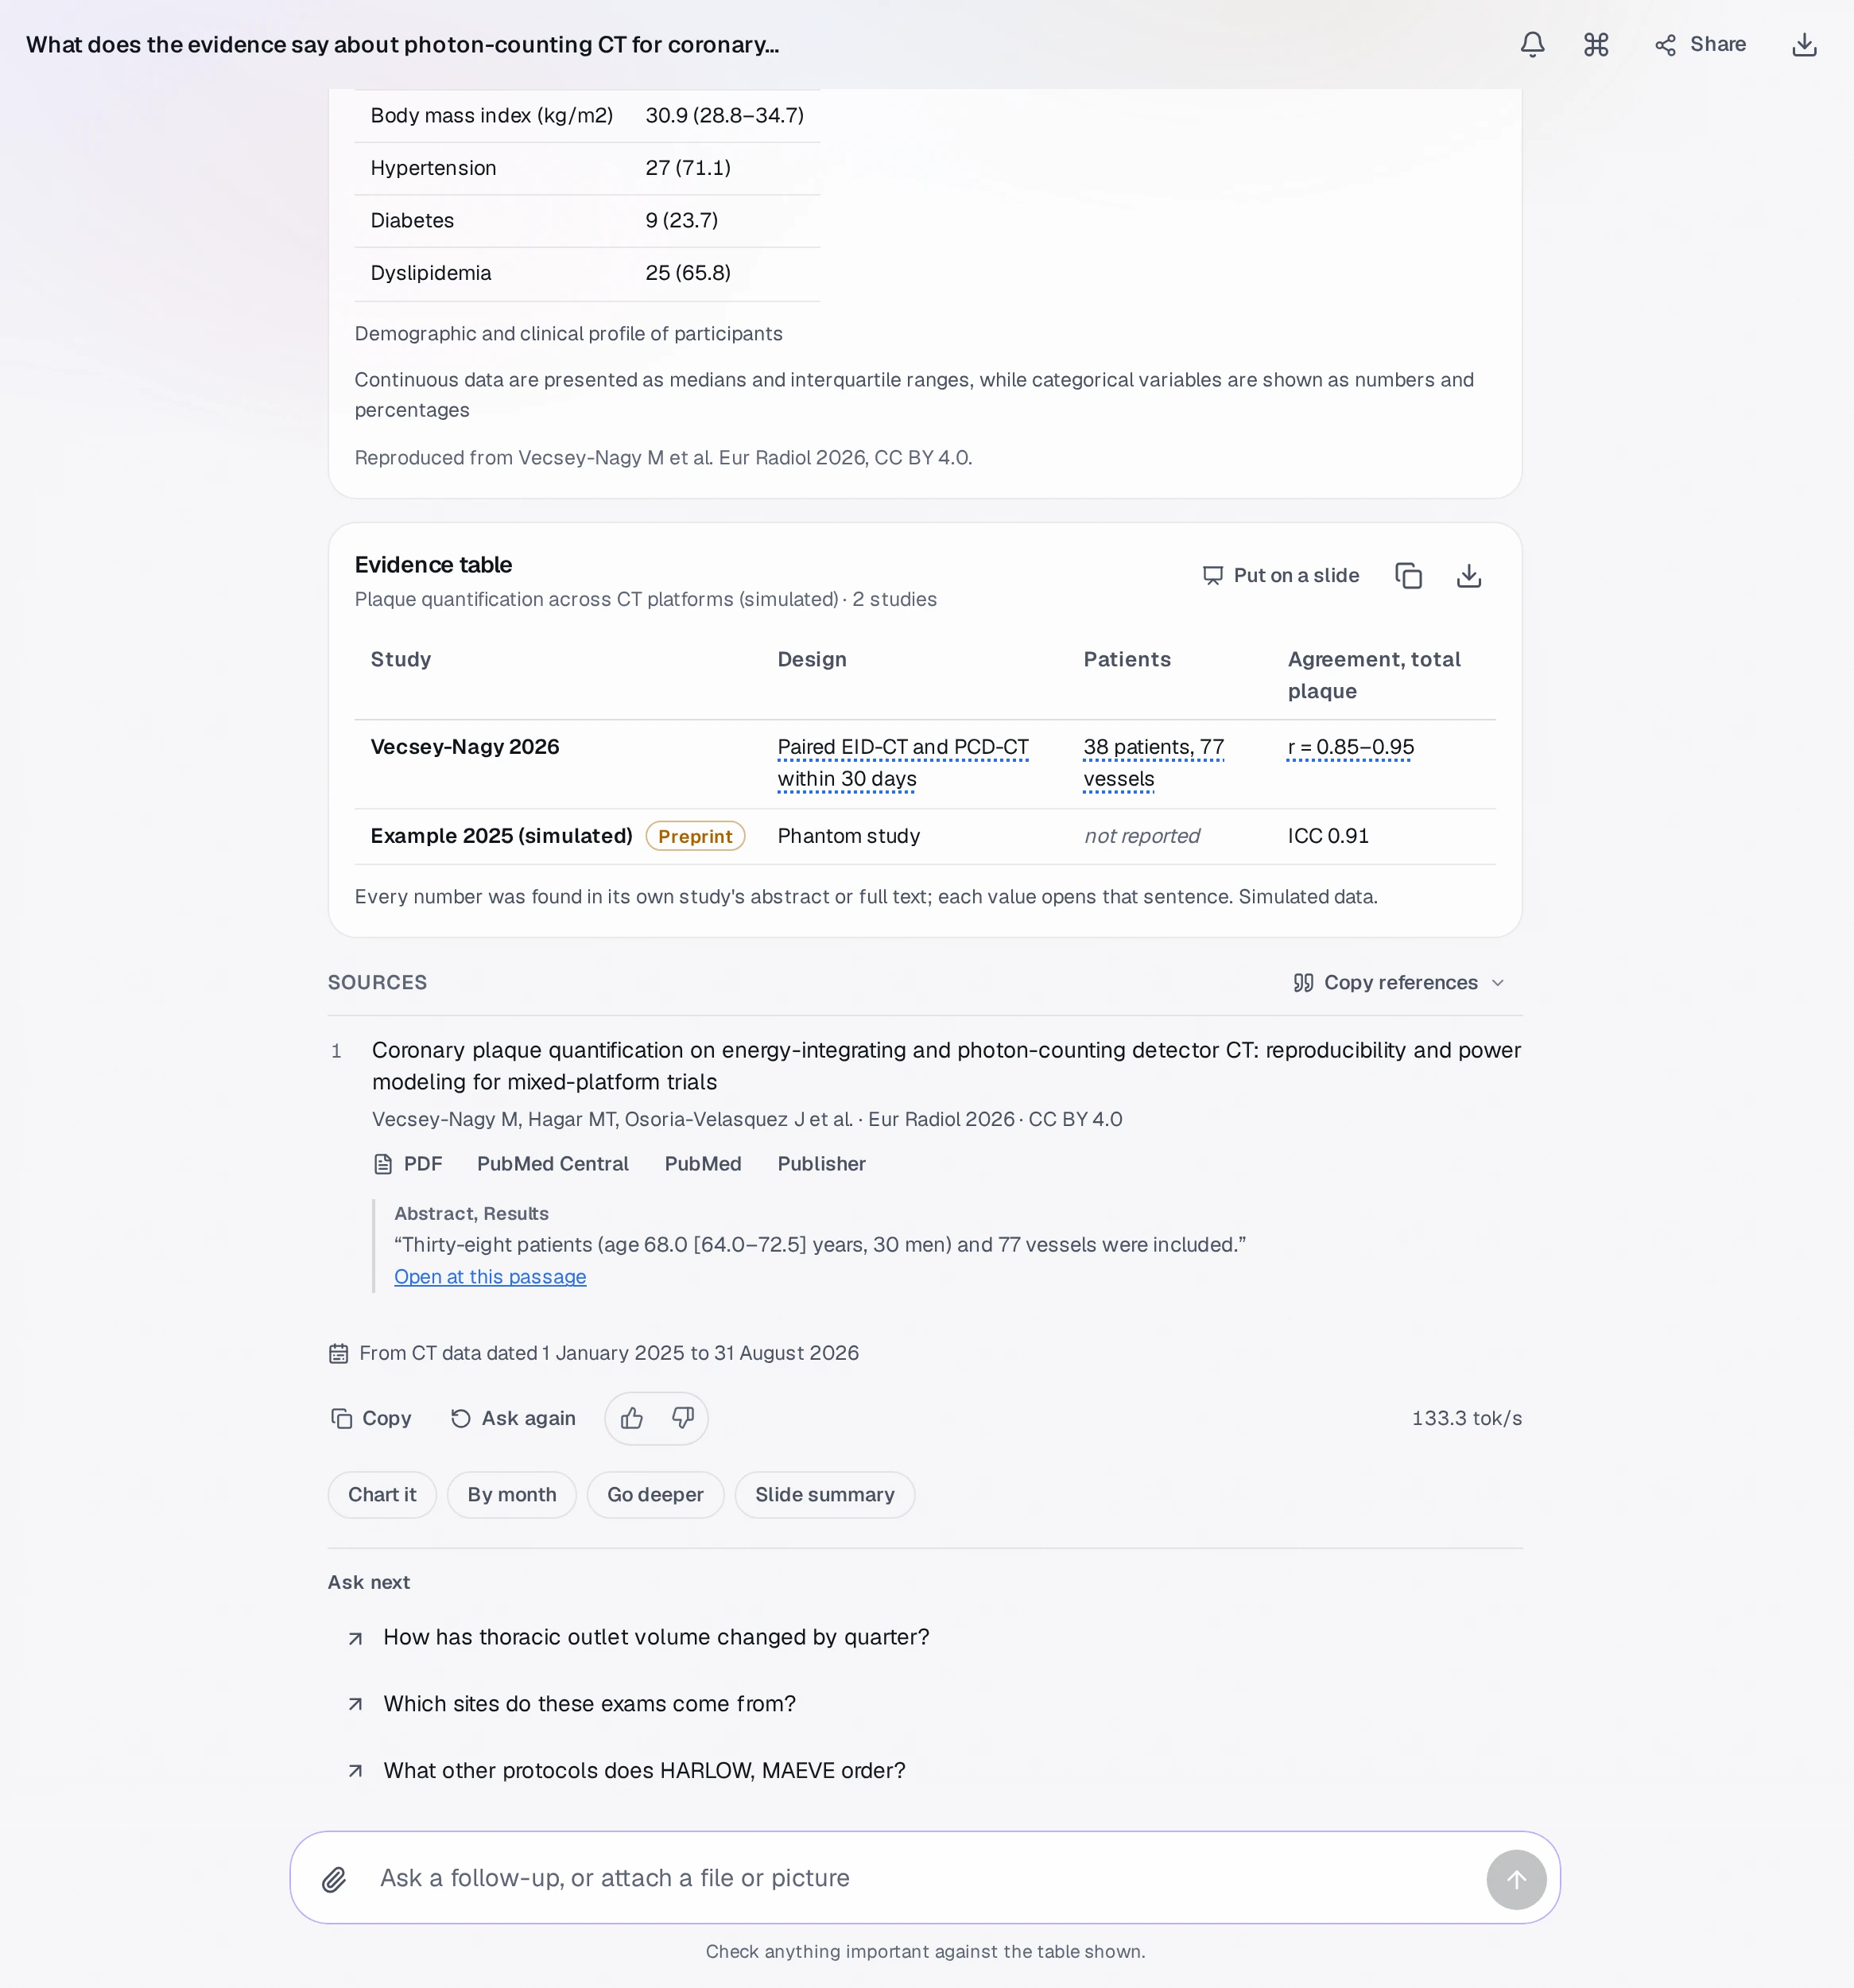 What does the evidence say about photon-counting CT for coronary...
Share
Body mass index (kg/m2) 30.9 (28.8–34.7)
Hypertension 27 (71.1)
Diabetes 9 (23.7)
Dyslipidemia 25 (65.8)
Demographic and clinical profile of participants
Continuous data are presented as medians and interquartile ranges, while categorical variables are shown as numbers and
percentages
Reproduced from Vecsey-Nagy M et al. Eur Radiol 2026, CC BY 4.0.
Evidence table
Put on a slide
Plaque quantification across CT platforms (simulated) · 2 studies
Study Design Patients Agreement, total
plaque
Vecsey-Nagy 2026 Paired EID-CT and PCD-CT 38 patients, 77 r = 0.85–0.95
within 30 days vessels
Example 2025 (simulated) Preprint Phantom study not reported ICC 0.91
Every number was found in its own study's abstract or full text; each value opens that sentence. Simulated data.
SOURCES Copy references
1 Coronary plaque quantification on energy-integrating and photon-counting detector CT: reproducibility and power
modeling for mixed-platform trials
Vecsey-Nagy M, Hagar MT, Osoria-Velasquez J et al. · Eur Radiol 2026 · CC BY 4.0
PDF PubMed Central PubMed Publisher
Abstract, Results
“Thirty-eight patients (age 68.0 [64.0–72.5] years, 30 men) and 77 vessels were included.”
Open at this passage
From CT data dated 1 January 2025 to 31 August 2026
Copy Ask again 133.3 tok/s
Chart it By month Go deeper Slide summary
Ask next
How has thoracic outlet volume changed by quarter?
Which sites do these exams come from?
What other protocols does HARLOW, MAEVE order?
Ask a follow-up, or attach a file or picture
Check anything important against the table shown.